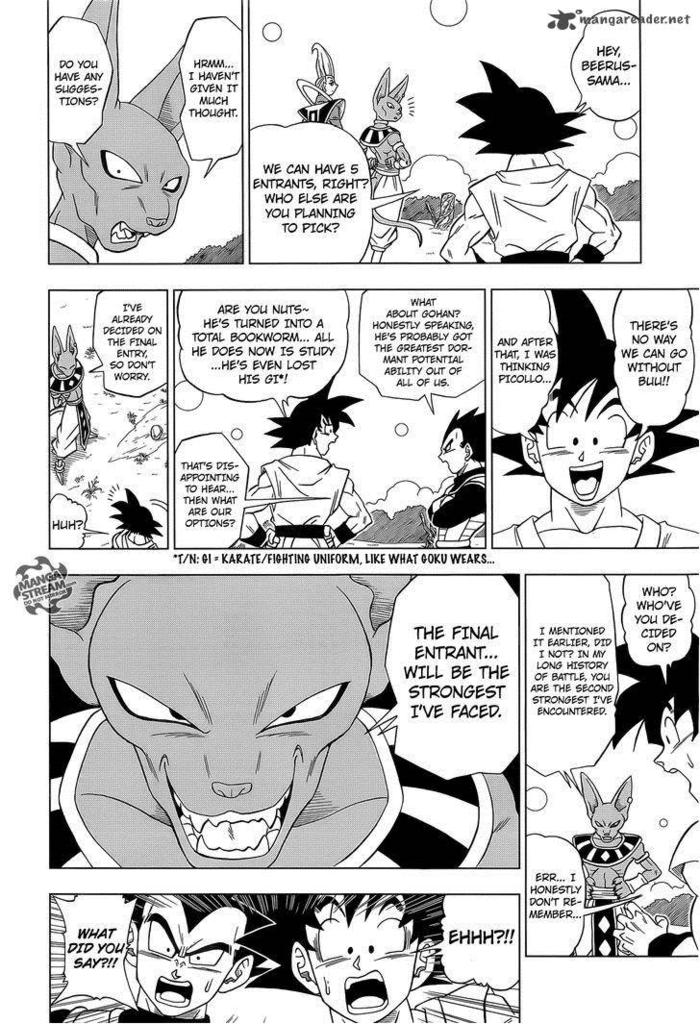 mangareader.net
HEY,
BEERUS-
SAMA...
WE CAN HAVE 5
ENTRANTS, RIGHT?
WHO ELSE ARE
YOU PLANNING
TO PICK?
HRMM...
I HAVEN'T
GIVEN IT
MUCH
THOUGHT.
DO YOU
HAVE ANY
SUGGES-
TIONS?
THERE'S
NO WAY
WE CAN GO
WITHOUT
BUU!!
AND AFTER
THAT, I WAS
THINKING
PICOLLO...
WHAT
ABOUT GOHAN?
HONESTLY SPEAKING,
HE'S PROBABLY GOT
THE GREATEST DOR-
MANT POTENTIAL
ABILITY OUT OF
ALL OF US.
ARE YOU NUTS~
HE'S TURNED INTO A
TOTAL BOOKWORM... ALL
HE DOES NOW IS STUDY
...HE'S EVEN LOST
HIS GI*!
THAT'S DIS-
APPOINTING
TO HEAR...
THEN WHAT
ARE OUR
OPTIONS?
I'VE
ALREADY
DECIDED ON
THE FINAL
ENTRY,
SO DON'T
WORRY.
HUH?
*T/N: GI = KARATE/FIGHTING UNIFORM, LIKE WHAT GOKU WEARS...
MANGA
STREAM
DO NOT MIRROR
WHO?
WHO'VE
YOU DE-
CIDED
ON?
I MENTIONED
IT EARLIER, DID
I NOT? IN MY
LONG HISTORY
OF BATTLE, YOU
ARE THE SECOND
STRONGEST I'VE
ENCOUNTERED.
ERR... I
HONESTLY
DON'T RE-
MEMBER...
THE FINAL
ENTRANT...
WILL BE THE
STRONGEST
I'VE FACED.
EHHH?!!
WHAT
DID YOU
SAY?!!